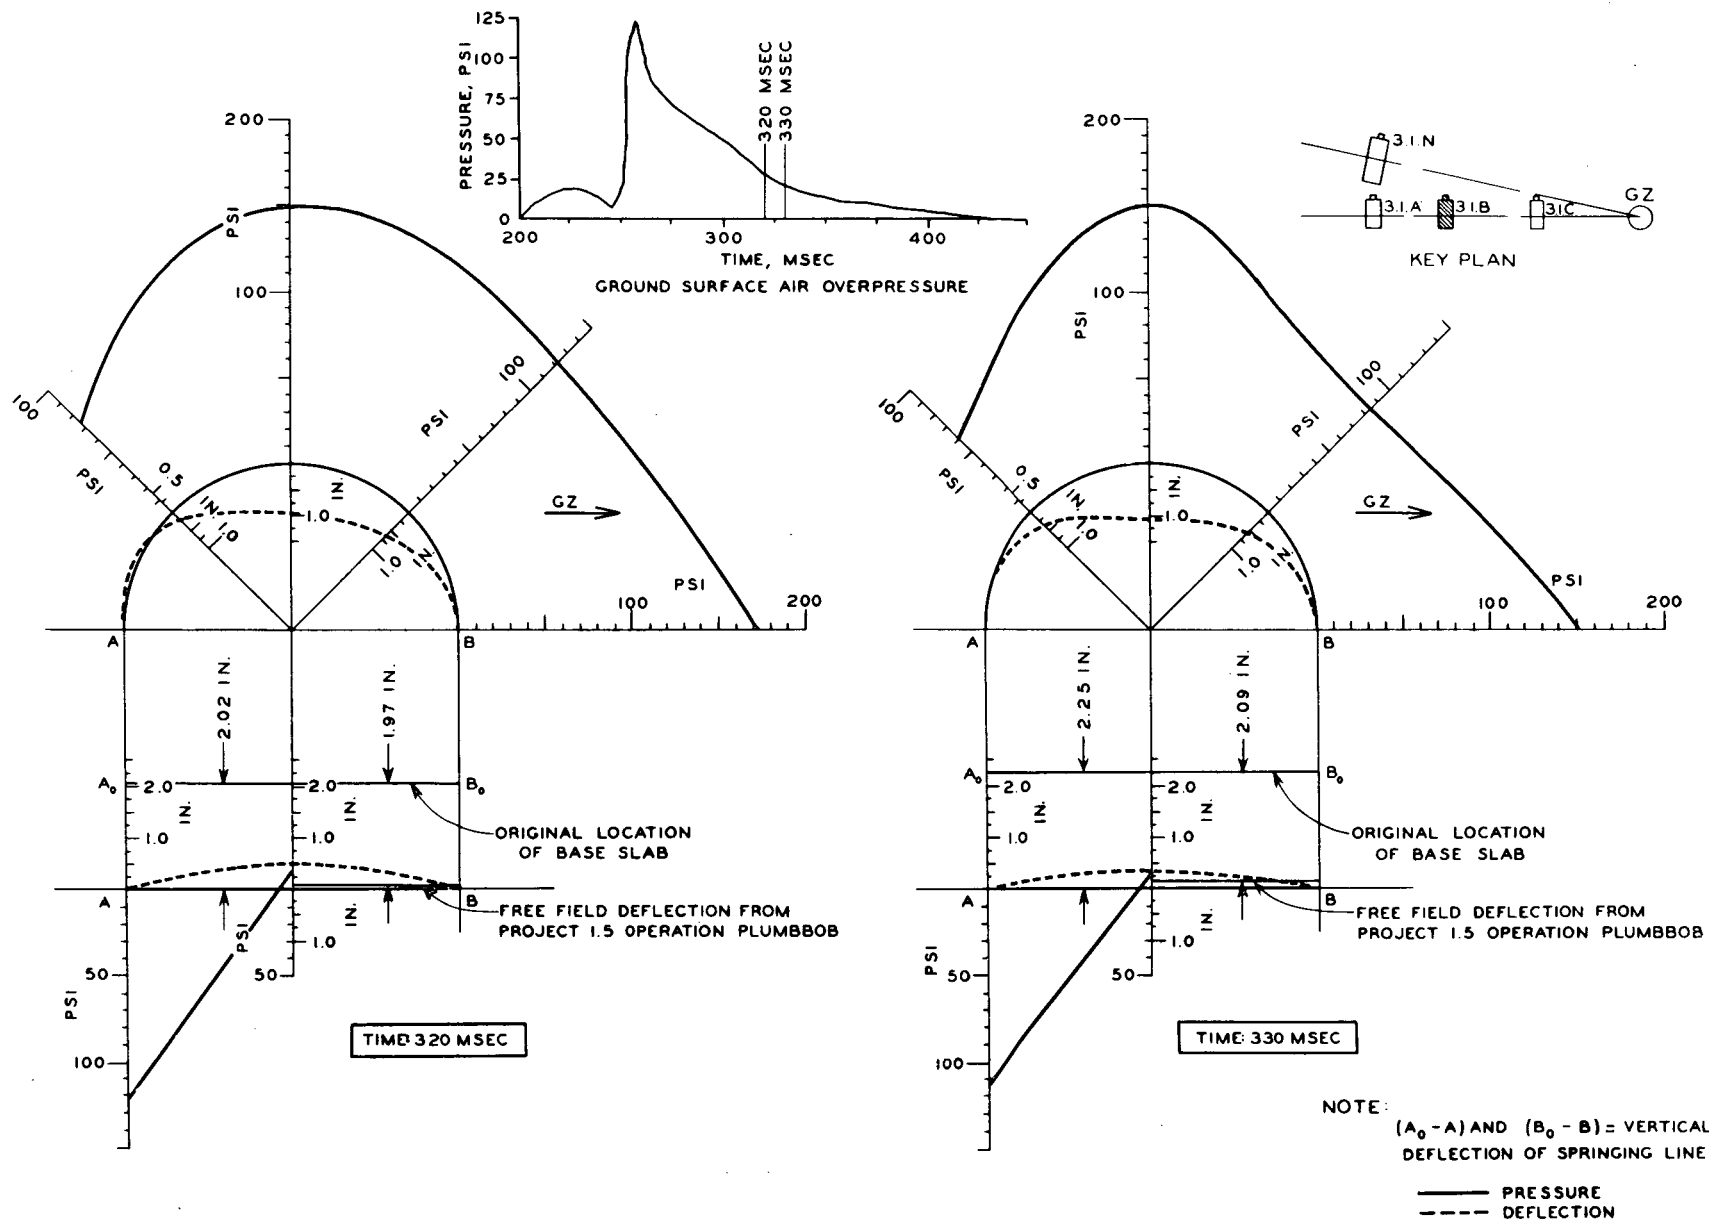 125
100
75
50
25
0
PRESSURE, PSI
320 MSEC
330 MSEC
200
300
400
TIME, MSEC
GROUND SURFACE AIR OVERPRESSURE
3.1.N
3.1.A
3.1.B
3.1.C
GZ
KEY PLAN
200
PSI
100
100
PSI
0.5
IN.
1.0
IN.
1.0
100
PSI
1.0
IN.
GZ
PSI
100
200
A
B
2.02 IN.
1.97 IN.
A₀
2.0
2.0
B₀
IN.
IN.
1.0
1.0
ORIGINAL LOCATION
OF BASE SLAB
A
B
FREE FIELD DEFLECTION FROM
PROJECT 1.5 OPERATION PLUMBBOB
PSI
IN.
1.0
50
50
PSI
100
TIME: 320 MSEC
200
100
PSI
100
PSI
0.5
IN.
1.0
IN.
1.0
100
PSI
1.0
IN.
GZ
PSI
100
200
A
B
2.25 IN.
2.09 IN.
A₀
2.0
2.0
B₀
IN.
IN.
1.0
1.0
ORIGINAL LOCATION
OF BASE SLAB
A
B
FREE FIELD DEFLECTION FROM
PROJECT 1.5 OPERATION PLUMBBOB
IN.
1.0
PSI
50
50
100
TIME: 330 MSEC
NOTE:
(A₀ - A) AND (B₀ - B) = VERTICAL
DEFLECTION OF SPRINGING LINE
PRESSURE
DEFLECTION